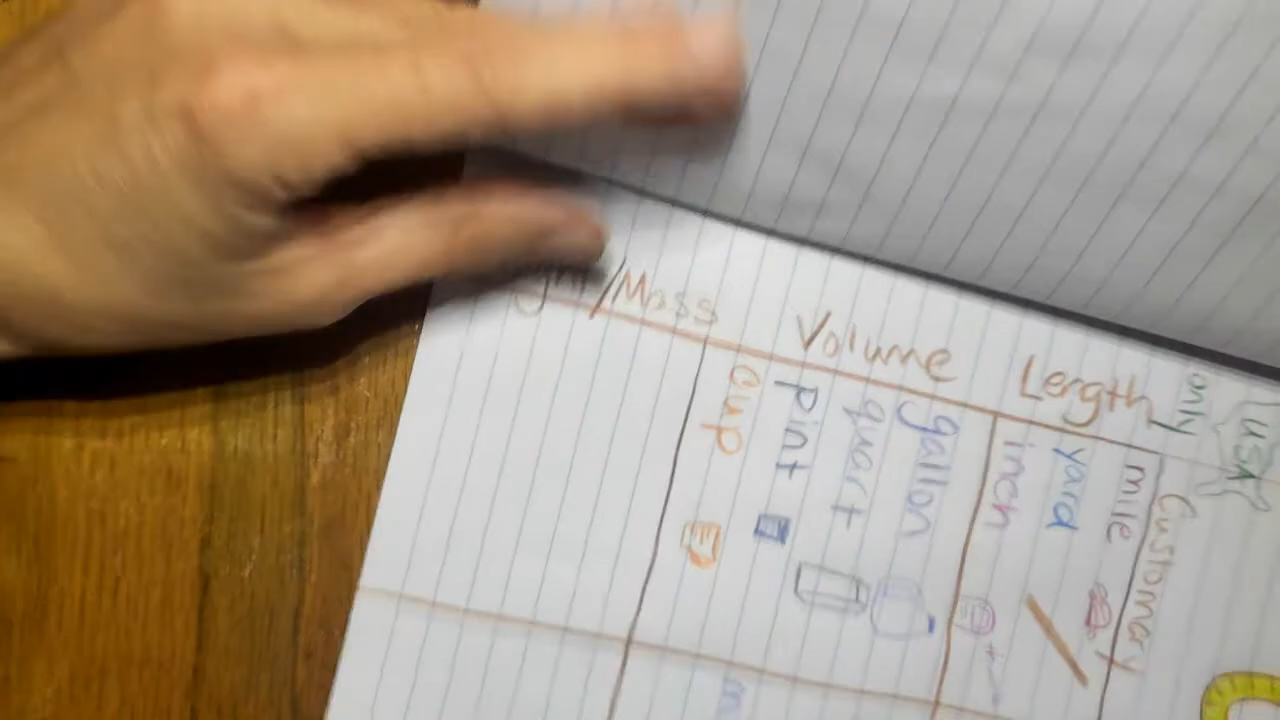 only
USA
Customary
Length
mile
yard
inch
Volume
gallon
quart
pint
cup
/Mass